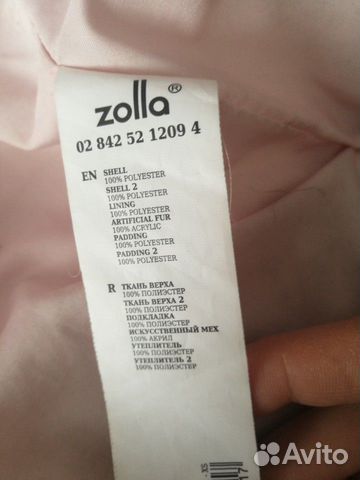 zolla®
02 842 52 1209 4
EN SHELL
100% POLYESTER
SHELL 2
100% POLYESTER
LINING
100% POLYESTER
ARTIFICIAL FUR
100% ACRYLIC
PADDING
100% POLYESTER
PADDING 2
100% POLYESTER
R ТКАНЬ ВЕРХА
100% ПОЛИЭСТЕР
ТКАНЬ ВЕРХА 2
100% ПОЛИЭСТЕР
ПОДКЛАДКА
100% ПОЛИЭСТЕР
ИСКУССТВЕННЫЙ МЕХ
100% АКРИЛ
УТЕПЛИТЕЛЬ
100% ПОЛИЭСТЕР
УТЕПЛИТЕЛЬ 2
100% ПОЛИЭСТЕР
XS
17
Avito